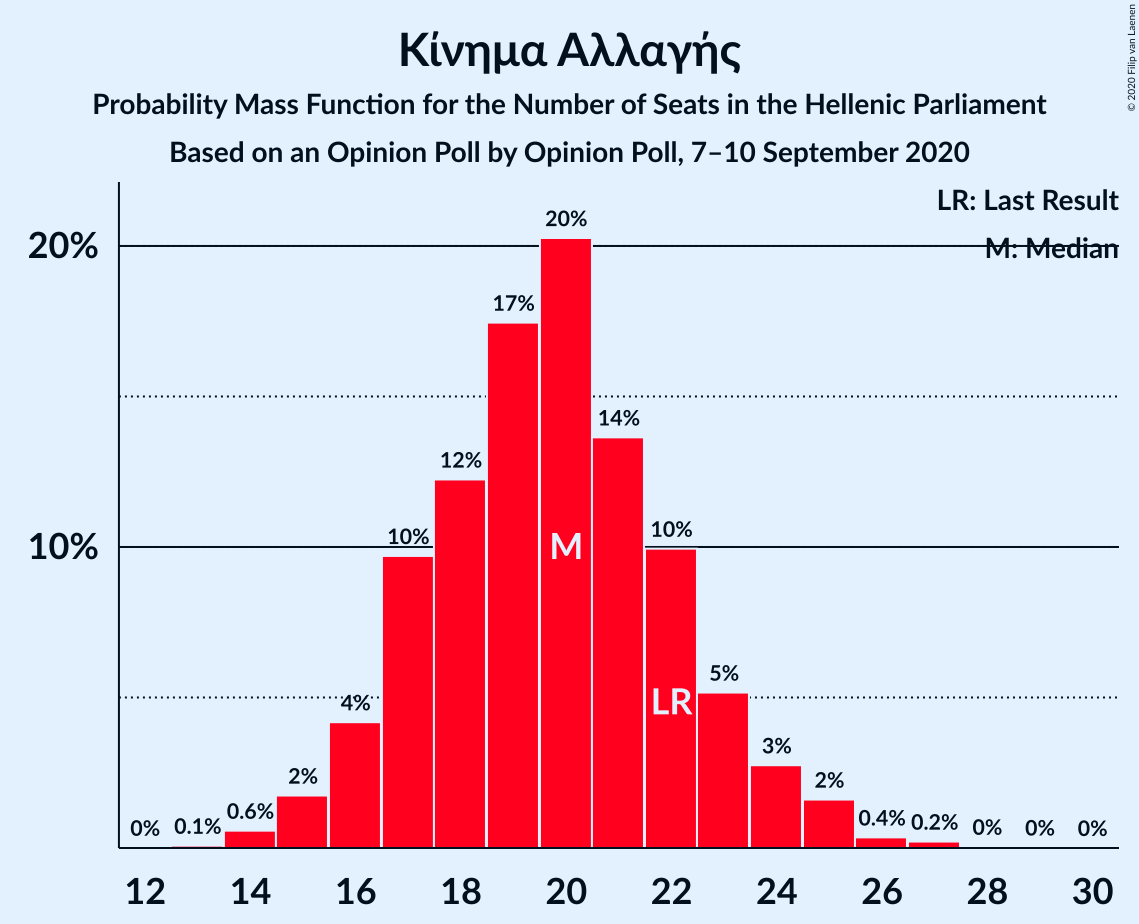 Κίνημα Αλλαγής
Probability Mass Function for the Number of Seats in the Hellenic Parliament
Based on an Opinion Poll by Opinion Poll, 7–10 September 2020
© 2020 Filip van Laenen
LR: Last Result
M: Median
20%
10%
0%
0.1%
0.6%
2%
4%
10%
12%
17%
20%
14%
10%
5%
3%
2%
0.4%
0.2%
0%
0%
0%
M
LR
12 14 16 18 20 22 24 26 28 30